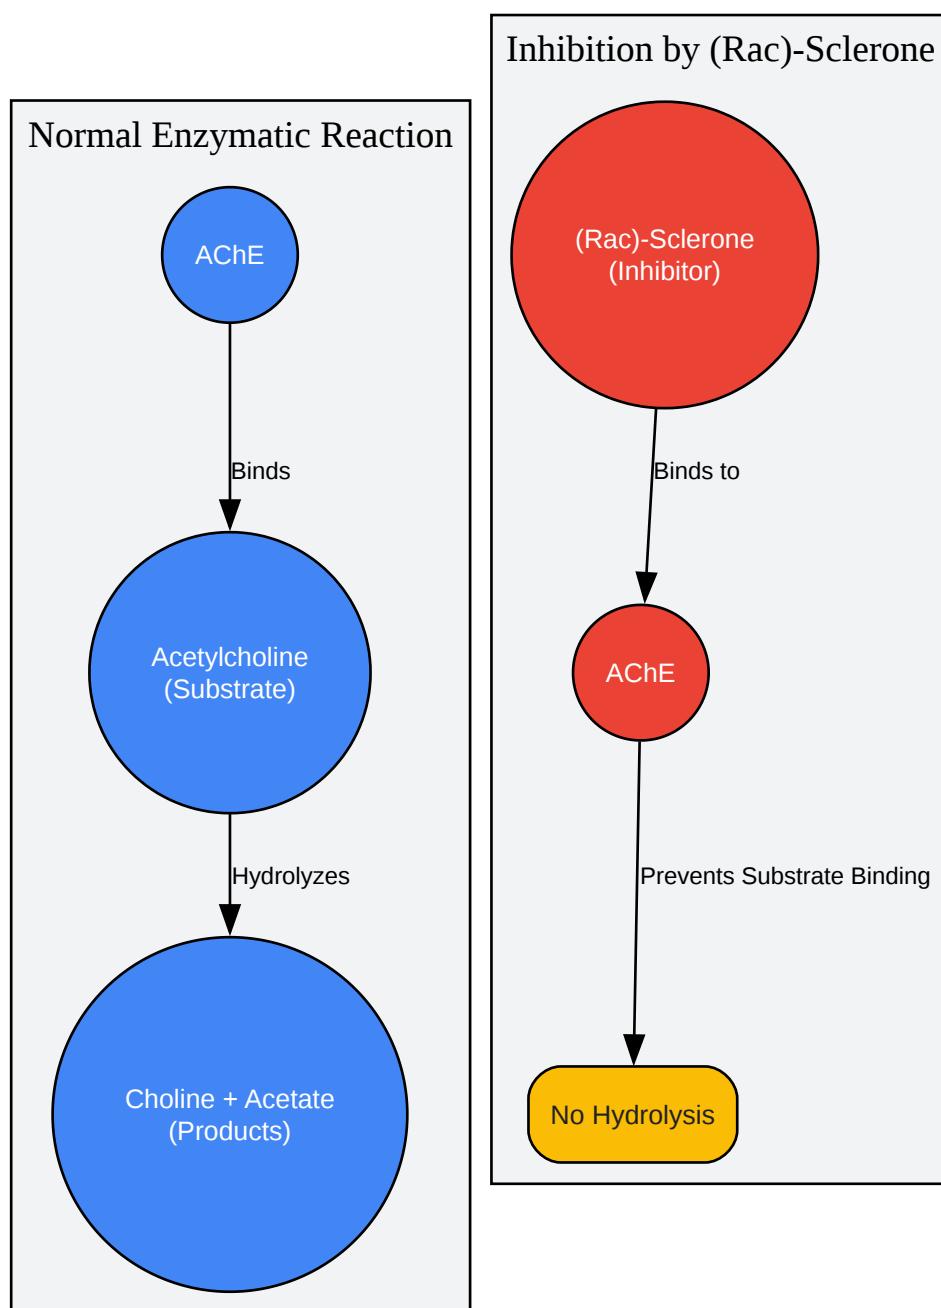 Normal Enzymatic Reaction
AChE
Binds
Acetylcholine
(Substrate)
Hydrolyzes
Choline + Acetate
(Products)
Inhibition by (Rac)-Sclerone
(Rac)-Sclerone
(Inhibitor)
Binds to
AChE
Prevents Substrate Binding
No Hydrolysis